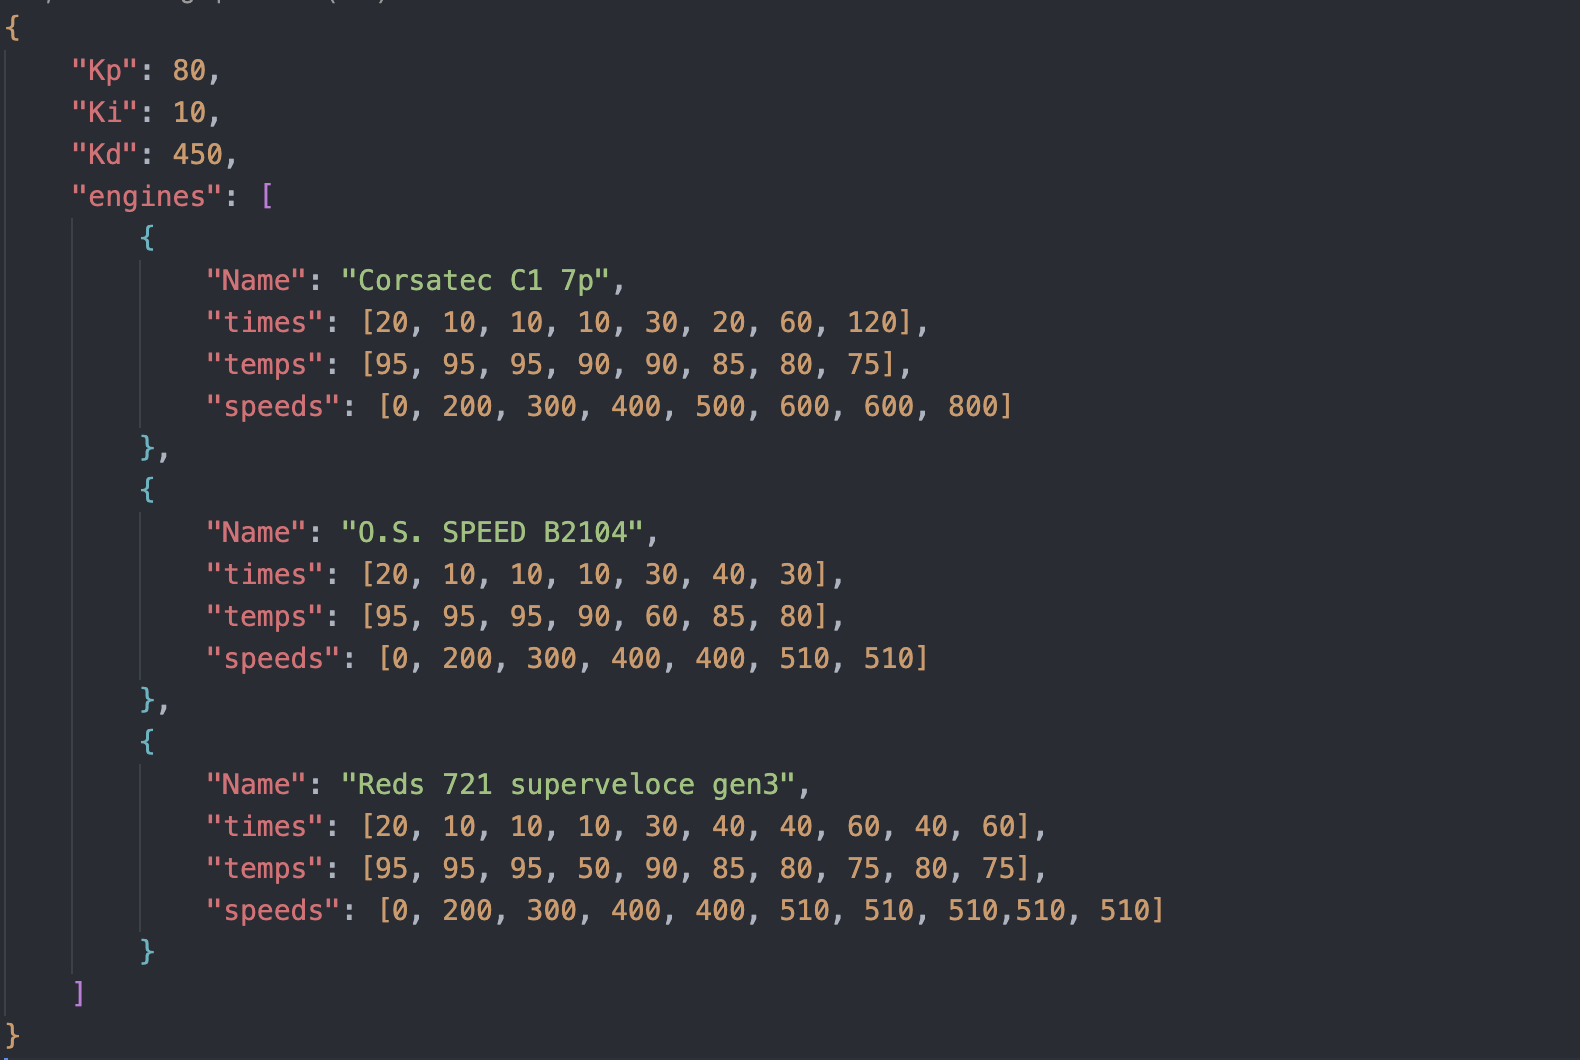 {
    "Kp": 80,
    "Ki": 10,
    "Kd": 450,
    "engines": [
        {
            "Name": "Corsatec C1 7p",
            "times": [20, 10, 10, 10, 30, 20, 60, 120],
            "temps": [95, 95, 95, 90, 90, 85, 80, 75],
            "speeds": [0, 200, 300, 400, 500, 600, 600, 800]
        },
        {
            "Name": "O.S. SPEED B2104",
            "times": [20, 10, 10, 10, 30, 40, 30],
            "temps": [95, 95, 95, 90, 60, 85, 80],
            "speeds": [0, 200, 300, 400, 400, 510, 510]
        },
        {
            "Name": "Reds 721 superveloce gen3",
            "times": [20, 10, 10, 10, 30, 40, 40, 60, 40, 60],
            "temps": [95, 95, 95, 50, 90, 85, 80, 75, 80, 75],
            "speeds": [0, 200, 300, 400, 400, 510, 510, 510,510, 510]
        }
    ]
}